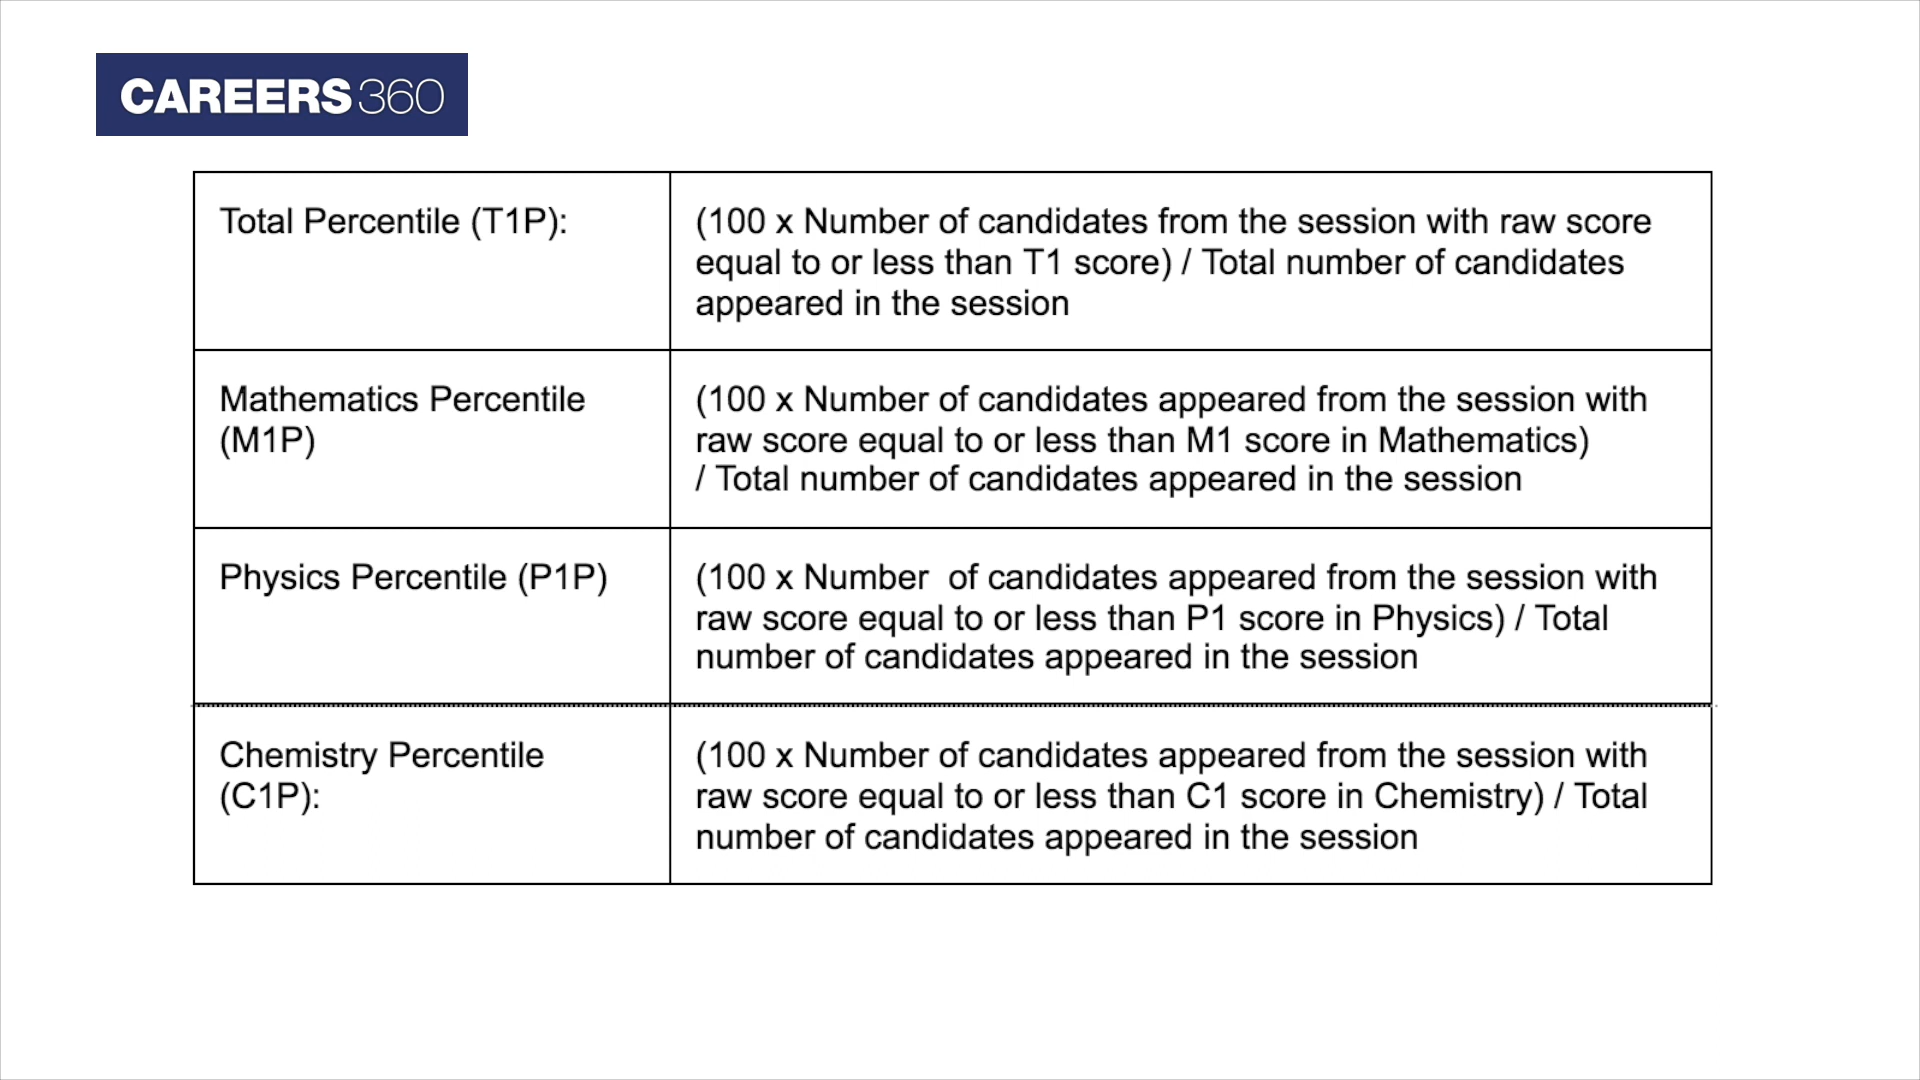 CAREERS360
Total Percentile (T1P):
(100 x Number of candidates from the session with raw score
equal to or less than T1 score) / Total number of candidates
appeared in the session
Mathematics Percentile
(M1P)
(100 x Number of candidates appeared from the session with
raw score equal to or less than M1 score in Mathematics)
/ Total number of candidates appeared in the session
Physics Percentile (P1P)
(100 x Number  of candidates appeared from the session with
raw score equal to or less than P1 score in Physics) / Total
number of candidates appeared in the session
Chemistry Percentile
(C1P):
(100 x Number of candidates appeared from the session with
raw score equal to or less than C1 score in Chemistry) / Total
number of candidates appeared in the session